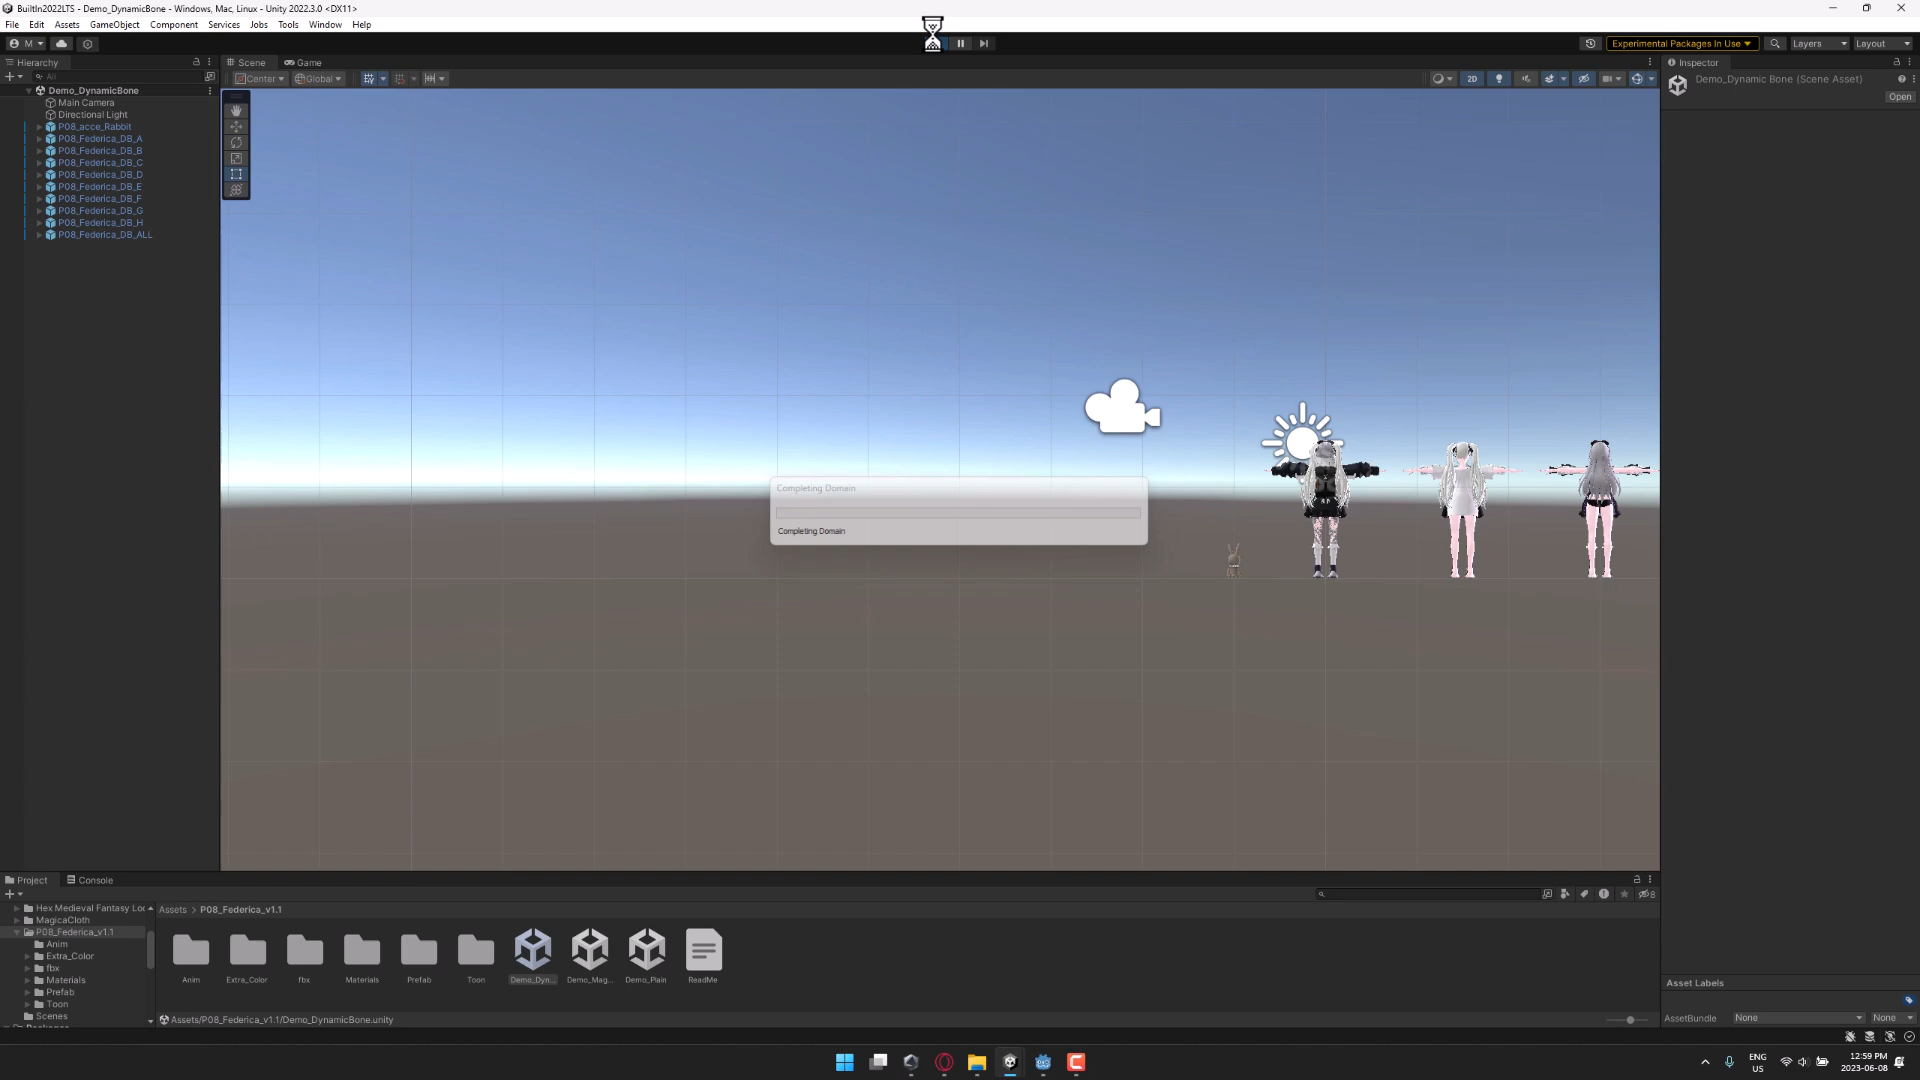 BuiltIn2022LTS - Demo_DynamicBone - Windows, Mac, Linux - Unity 2022.3.0 <DX11>
File Edit Assets GameObject Component Services Jobs Tools Window Help
M Experimental Packages In Use Layers Layout
Hierarchy Scene Game Inspector
All Center Global 2D Demo_Dynamic Bone (Scene Asset)
Open
Demo_DynamicBone
Main Camera
Directional Light
P08_acce_Rabbit
P08_Federica_DB_A
P08_Federica_DB_B
P08_Federica_DB_C
P08_Federica_DB_D
P08_Federica_DB_E
P08_Federica_DB_F
P08_Federica_DB_G
P08_Federica_DB_H
P08_Federica_DB_ALL
Completing Domain
Completing Domain
Project Console
8
Hex Medieval Fantasy Loc
MagicaCloth
P08_Federica_v1.1
Anim
Extra_Color
fbx
Materials
Prefab
Toon
Scenes
Packages
Assets > P08_Federica_v1.1
Anim Extra_Color fbx Materials Prefab Toon Demo_Dyn... Demo_Mag... Demo_Plain ReadMe
Assets/P08_Federica_v1.1/Demo_DynamicBone.unity
Asset Labels
AssetBundle None None
ENG
US
12:59 PM
2023-06-08